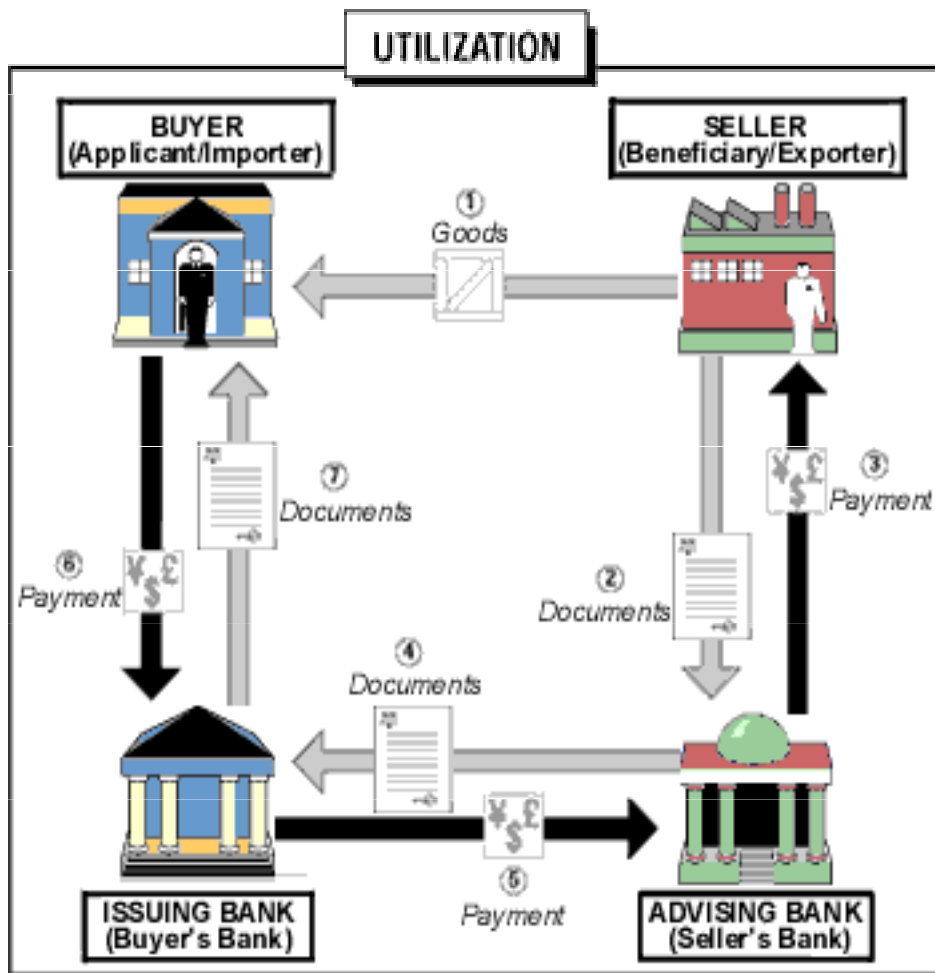 UTILIZATION
BUYER
(Applicant/Importer)
SELLER
(Beneficiary/Exporter)
1
Goods
7
Documents
3
Payment
6
Payment
2
Documents
4
Documents
¥ $ £
¥ $ £
¥ $ £
5
Payment
ISSUING BANK
(Buyer's Bank)
ADVISING BANK
(Seller's Bank)